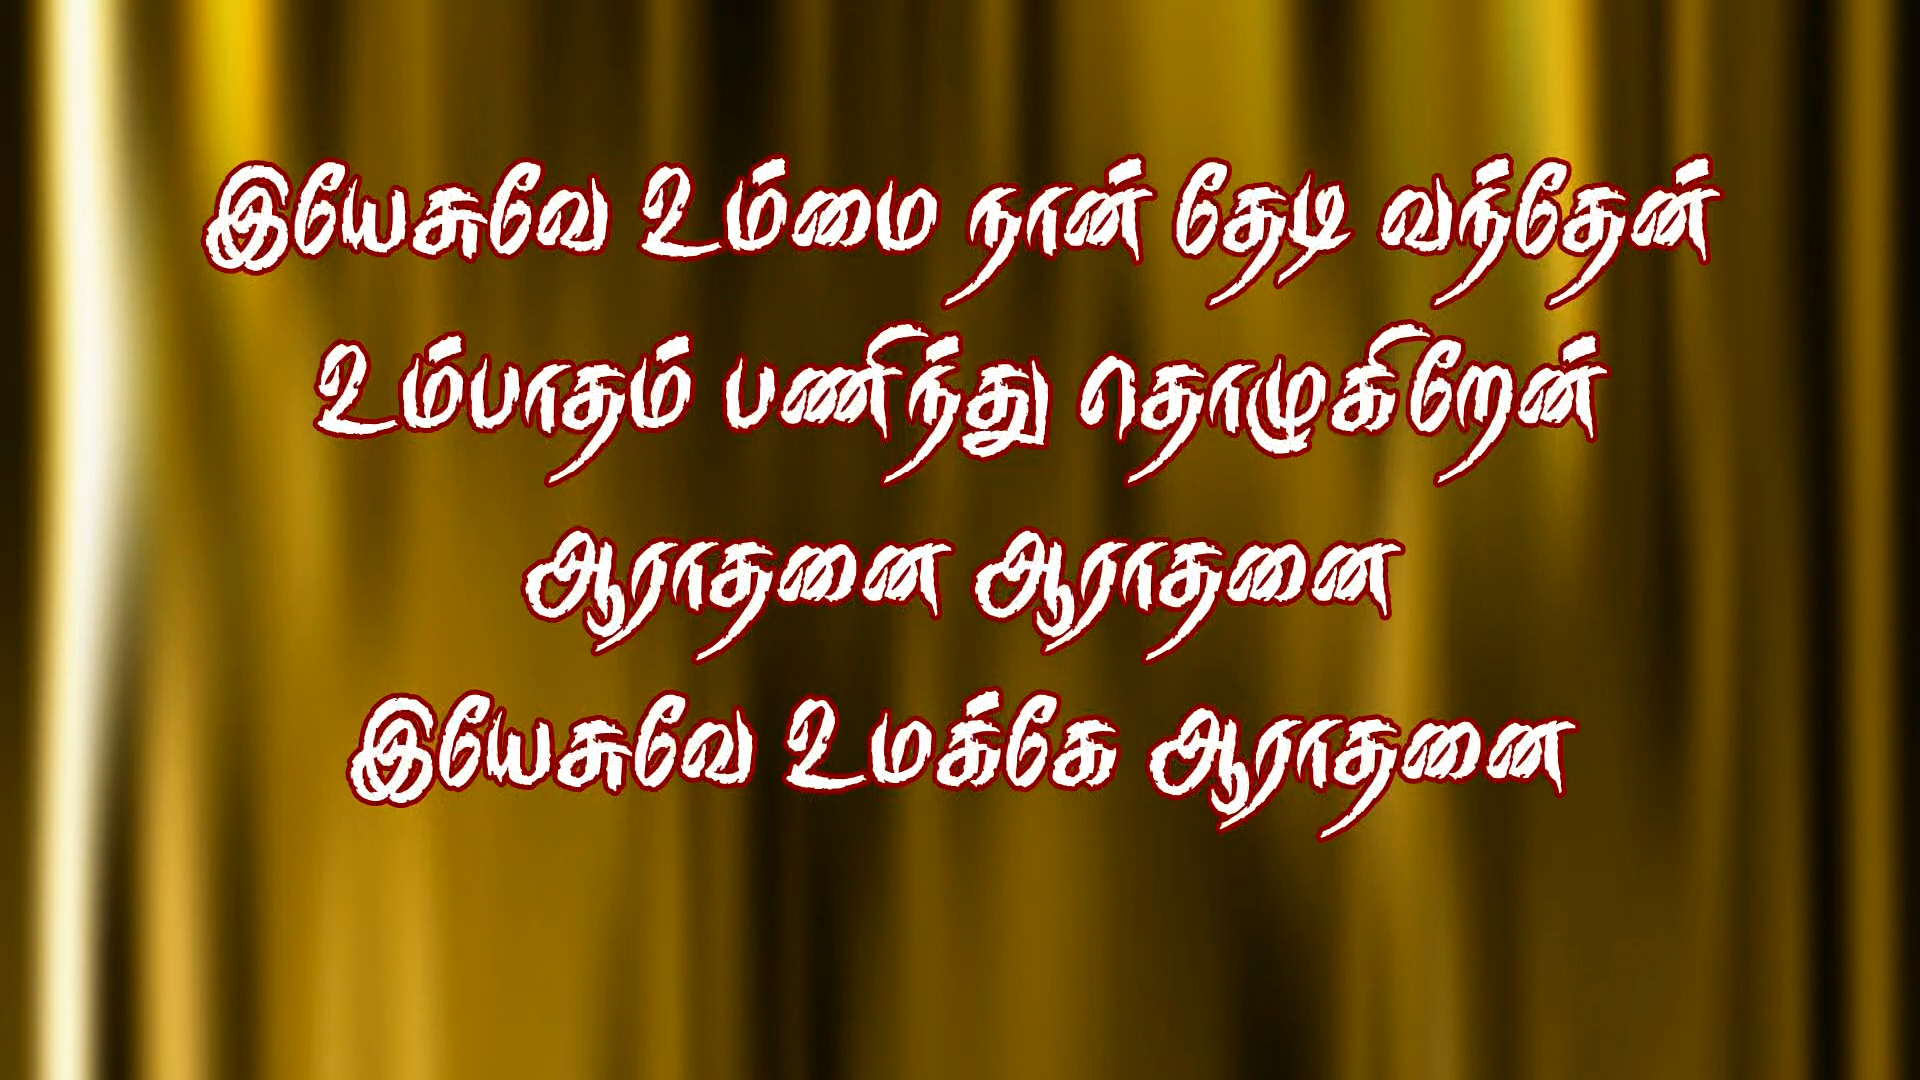 இயேசுவே உம்மை நான் தேடி வந்தேன்
உம்பாதம் பணிந்து தொழுகிறேன்
ஆராதனை ஆராதனை
இயேசுவே உமக்கே ஆராதனை